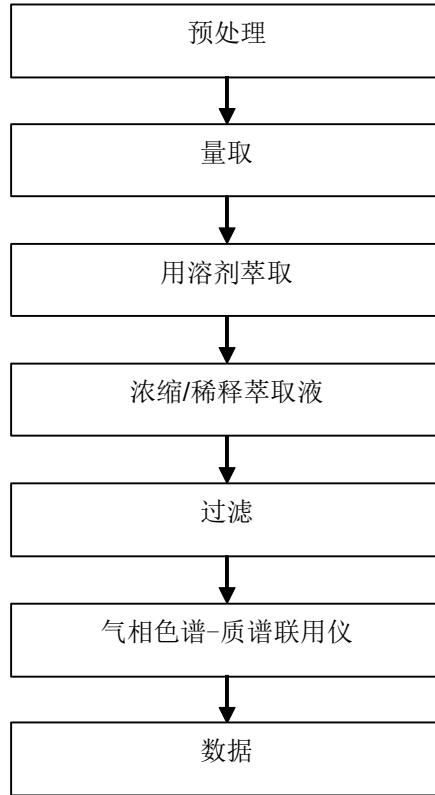 预处理
量取
用溶剂萃取
浓缩/稀释萃取液
过滤
气相色谱-质谱联用仪
数据